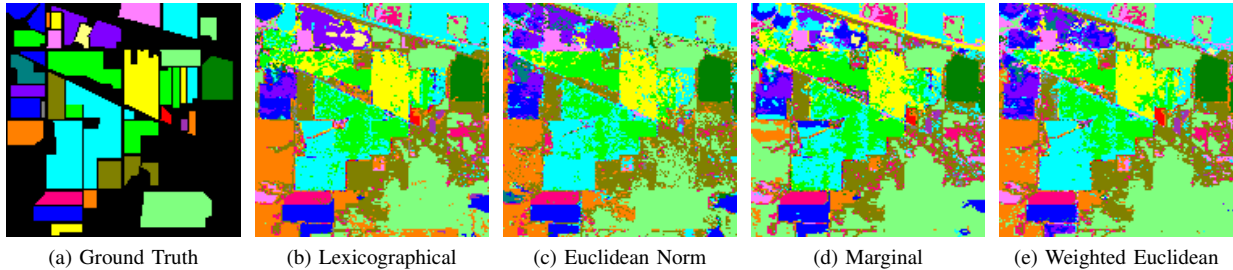 (a) Ground Truth
(b) Lexicographical
(c) Euclidean Norm
(d) Marginal
(e) Weighted Euclidean